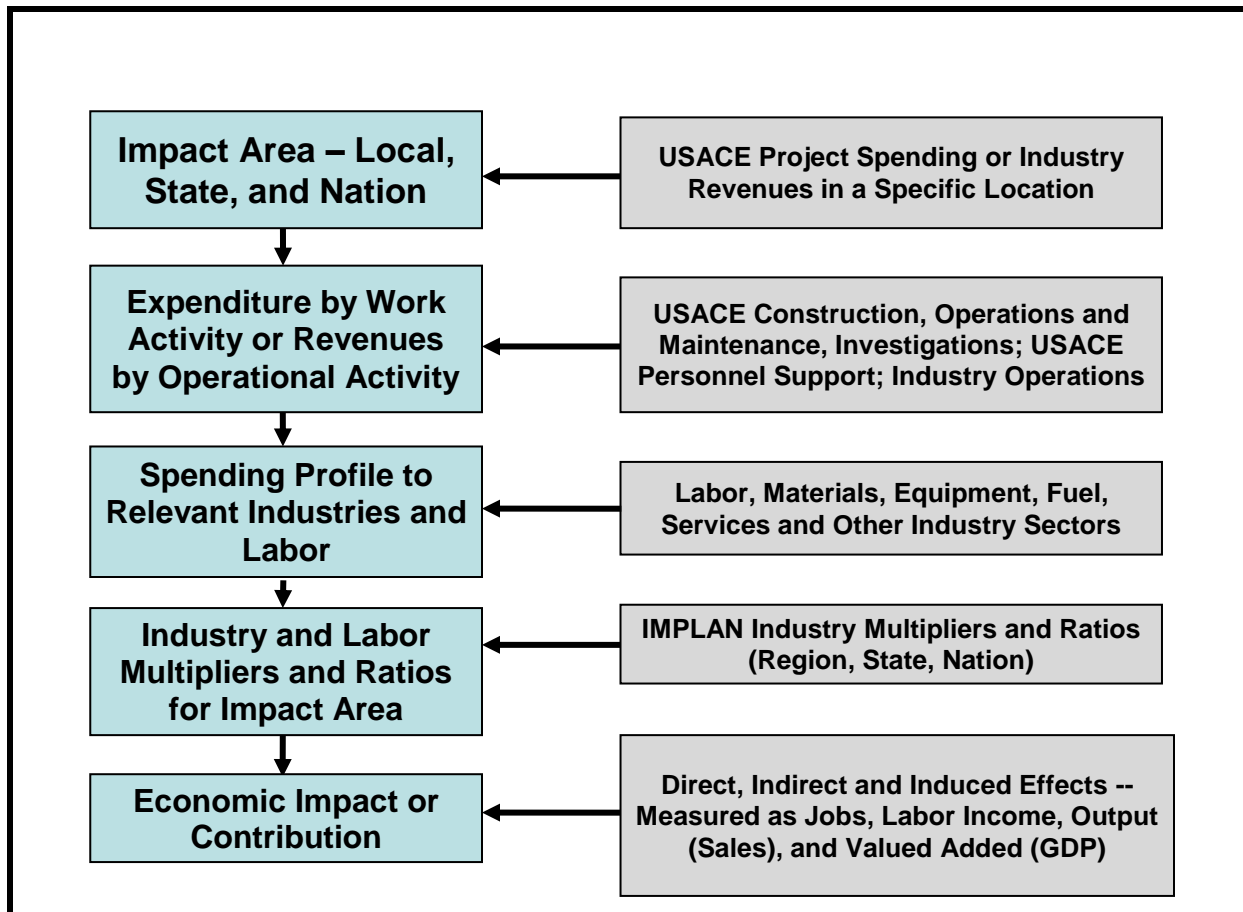 Impact Area – Local,
State, and Nation
USACE Project Spending or Industry
Revenues in a Specific Location
Expenditure by Work
Activity or Revenues
by Operational Activity
USACE Construction, Operations and
Maintenance, Investigations; USACE
Personnel Support; Industry Operations
Spending Profile to
Relevant Industries and
Labor
Labor, Materials, Equipment, Fuel,
Services and Other Industry Sectors
Industry and Labor
Multipliers and Ratios
for Impact Area
IMPLAN Industry Multipliers and Ratios
(Region, State, Nation)
Economic Impact or
Contribution
Direct, Indirect and Induced Effects --
Measured as Jobs, Labor Income, Output
(Sales), and Valued Added (GDP)